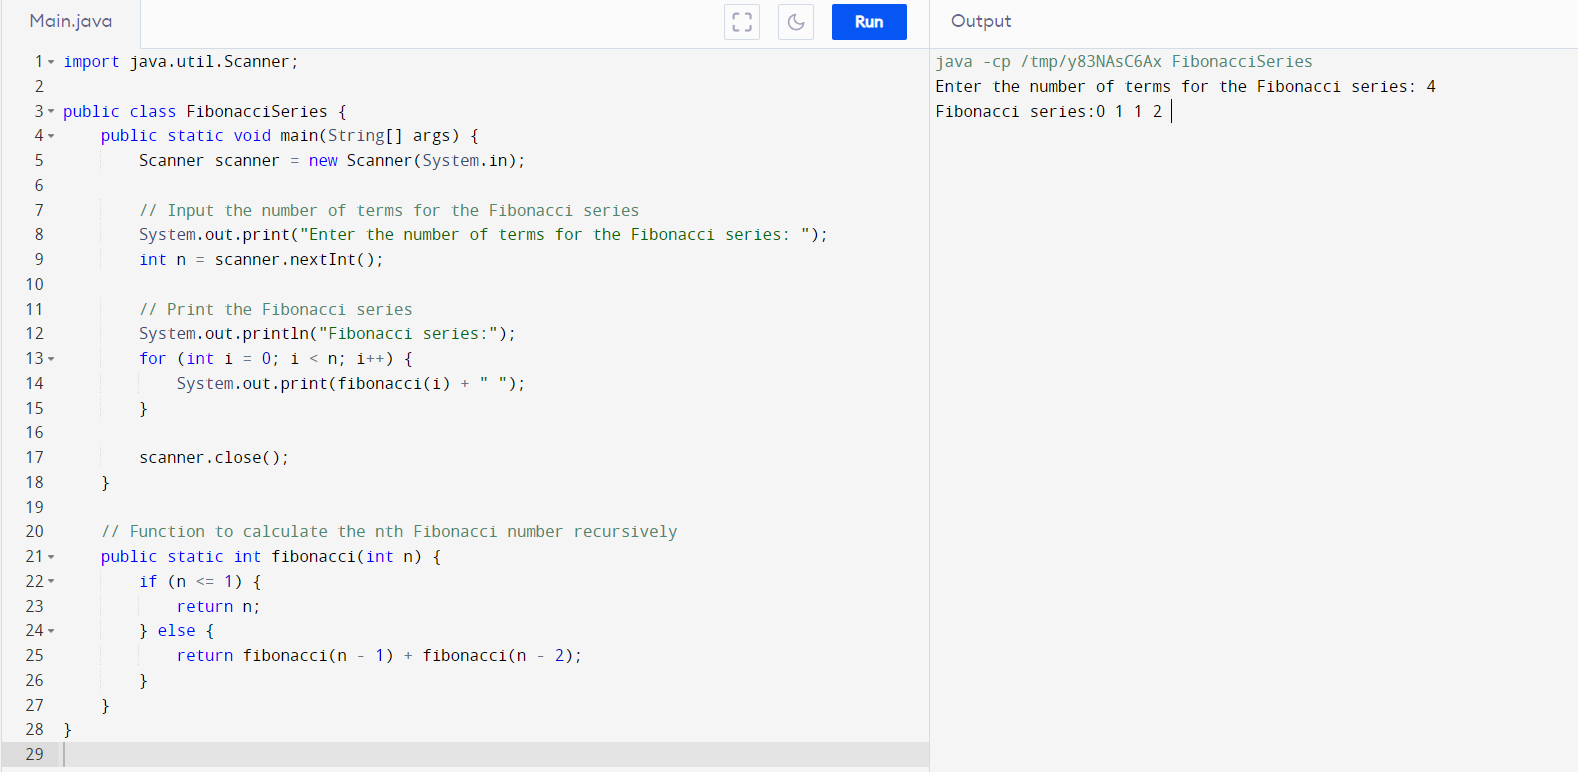 Main.java
Run
1 import java.util.Scanner;
2
3 public class FibonacciSeries {
4     public static void main(String[] args) {
5         Scanner scanner = new Scanner(System.in);
6
7         // Input the number of terms for the Fibonacci series
8         System.out.print("Enter the number of terms for the Fibonacci series: ");
9         int n = scanner.nextInt();
10
11         // Print the Fibonacci series
12         System.out.println("Fibonacci series:");
13         for (int i = 0; i < n; i++) {
14             System.out.print(fibonacci(i) + " ");
15         }
16
17         scanner.close();
18     }
19
20     // Function to calculate the nth Fibonacci number recursively
21     public static int fibonacci(int n) {
22         if (n <= 1) {
23             return n;
24         } else {
25             return fibonacci(n - 1) + fibonacci(n - 2);
26         }
27     }
28 }
29
Output
java -cp /tmp/y83NAsC6Ax FibonacciSeries
Enter the number of terms for the Fibonacci series: 4
Fibonacci series:0 1 1 2